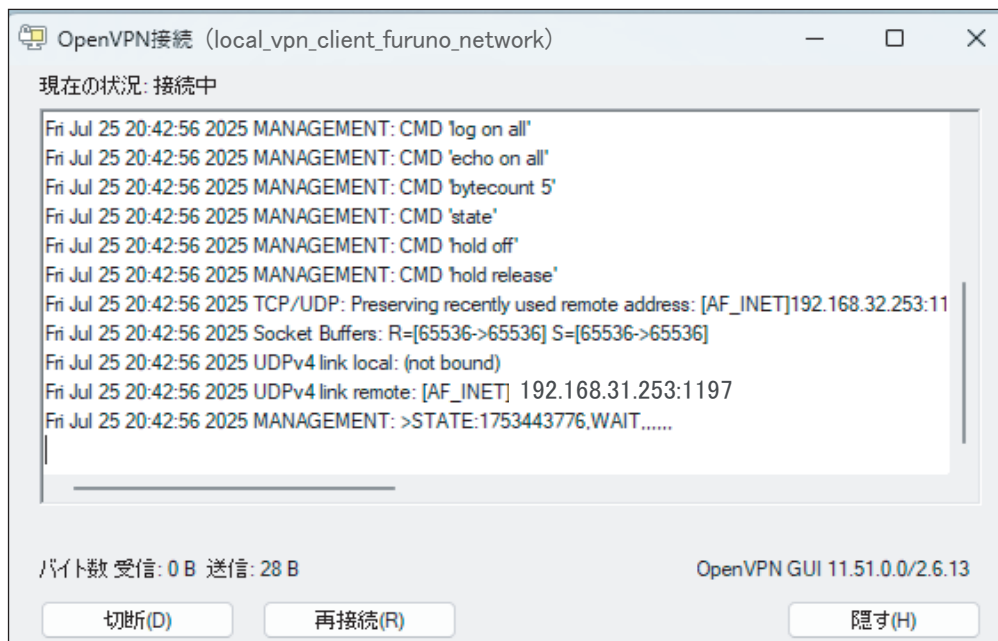 OpenVPN接続（local_vpn_client_furuno_network）
現在の状況: 接続中
Fri Jul 25 20:42:56 2025 MANAGEMENT: CMD 'log on all'
Fri Jul 25 20:42:56 2025 MANAGEMENT: CMD 'echo on all'
Fri Jul 25 20:42:56 2025 MANAGEMENT: CMD 'bytecount 5'
Fri Jul 25 20:42:56 2025 MANAGEMENT: CMD 'state'
Fri Jul 25 20:42:56 2025 MANAGEMENT: CMD 'hold off'
Fri Jul 25 20:42:56 2025 MANAGEMENT: CMD 'hold release'
Fri Jul 25 20:42:56 2025 TCP/UDP: Preserving recently used remote address: [AF_INET]192.168.32.253:11
Fri Jul 25 20:42:56 2025 Socket Buffers: R=[65536->65536] S=[65536->65536]
Fri Jul 25 20:42:56 2025 UDPv4 link local: (not bound)
Fri Jul 25 20:42:56 2025 UDPv4 link remote: [AF_INET] 192.168.31.253:1197
Fri Jul 25 20:42:56 2025 MANAGEMENT: >STATE:1753443776,WAIT,,,,,,
バイト数 受信: 0 B 送信: 28 B
OpenVPN GUI 11.51.0.0/2.6.13
切断(D)
再接続(R)
隠す(H)